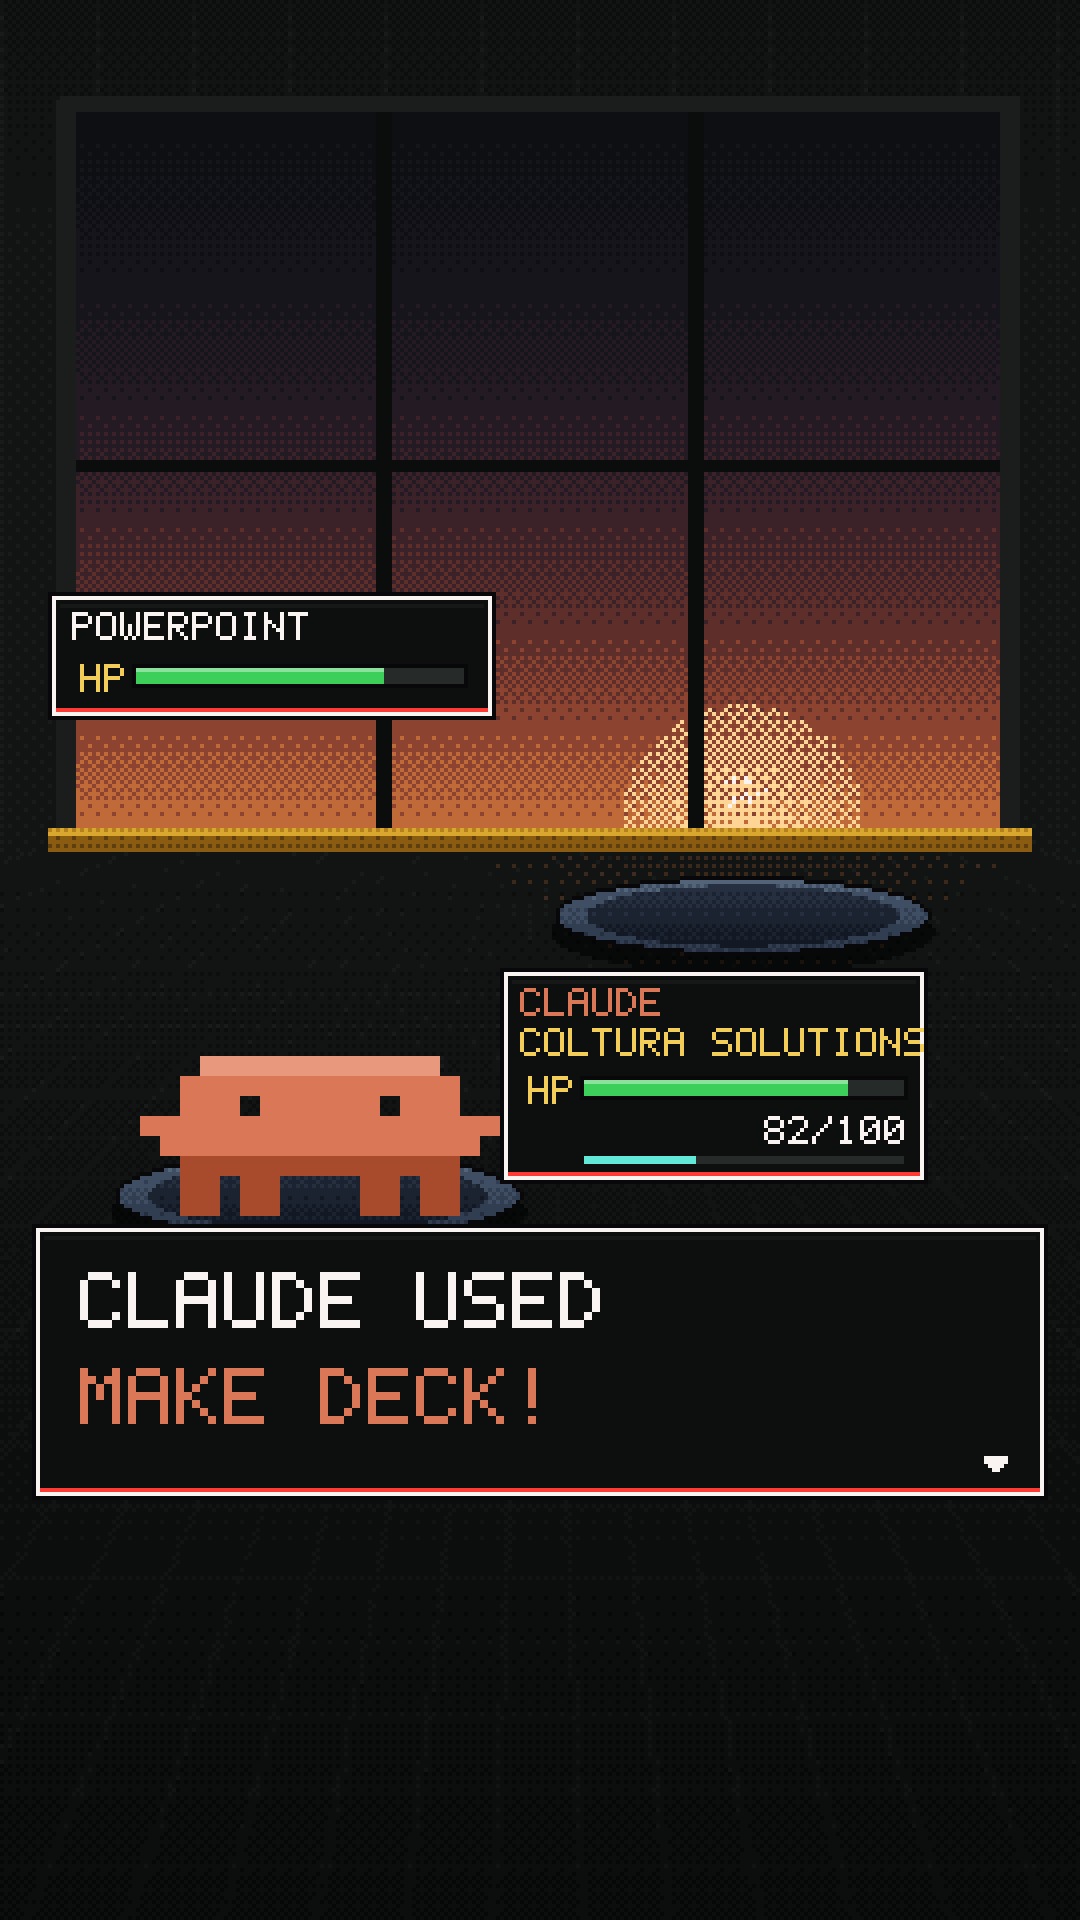 POWERPOINT
HP
CLAUDE
COLTURA SOLUTIONS
HP
82/100
CLAUDE USED
MAKE DECK!